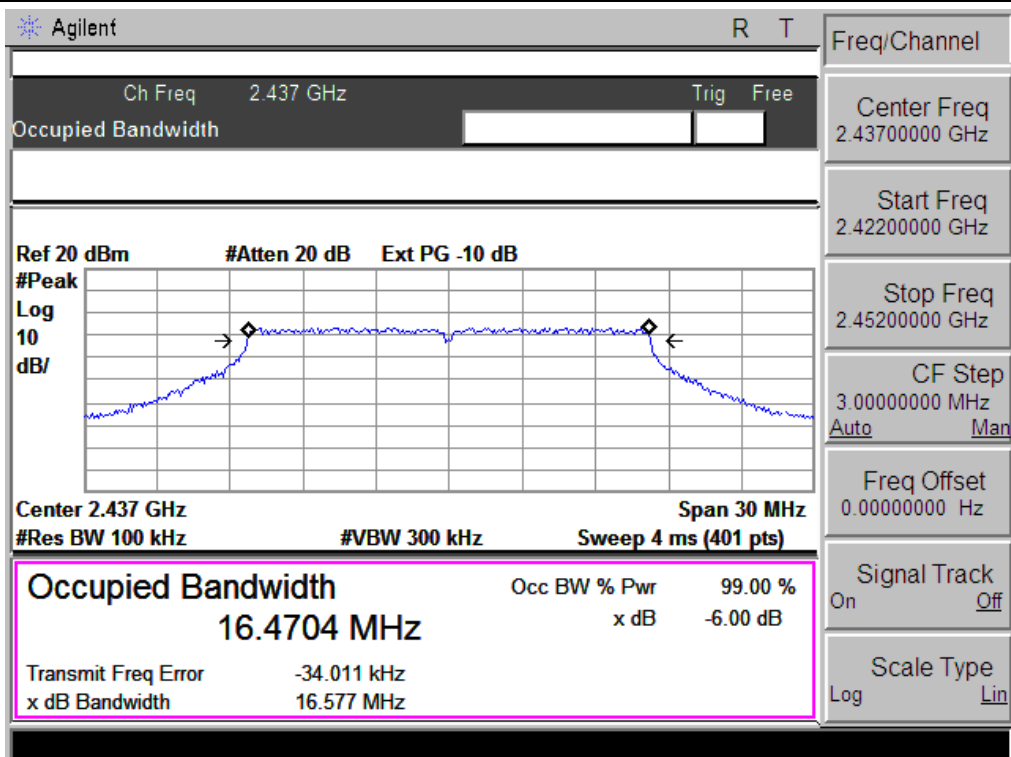 Agilent R T
Ch Freq 2.437 GHz Trig Free
Occupied Bandwidth
Ref 20 dBm #Atten 20 dB Ext PG -10 dB
#Peak
Log
10
dB/
Center 2.437 GHz Span 30 MHz
#Res BW 100 kHz #VBW 300 kHz Sweep 4 ms (401 pts)
Occupied Bandwidth
16.4704 MHz
Occ BW % Pwr 99.00 %
x dB -6.00 dB
Transmit Freq Error -34.011 kHz
x dB Bandwidth 16.577 MHz
Freq/Channel
Center Freq
2.43700000 GHz
Start Freq
2.42200000 GHz
Stop Freq
2.45200000 GHz
CF Step
3.00000000 MHz
Auto Man
Freq Offset
0.00000000 Hz
Signal Track
On Off
Scale Type
Log Lin